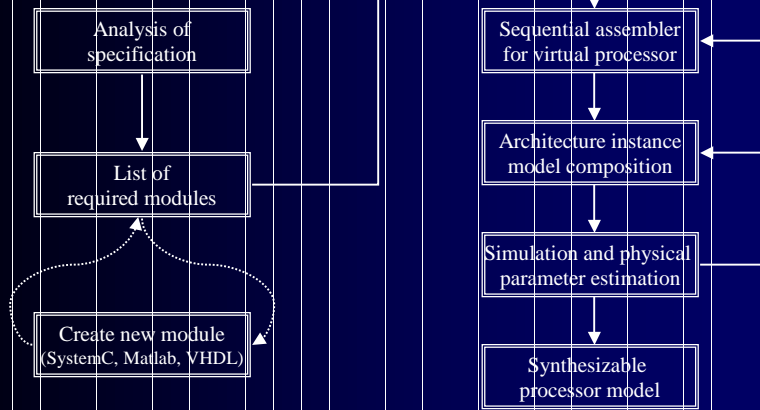 Analysis of
specification
List of
required modules
Create new module
(SystemC, Matlab, VHDL)
Sequential assembler
for virtual processor
Architecture instance
model composition
Simulation and physical
parameter estimation
Synthesizable
processor model